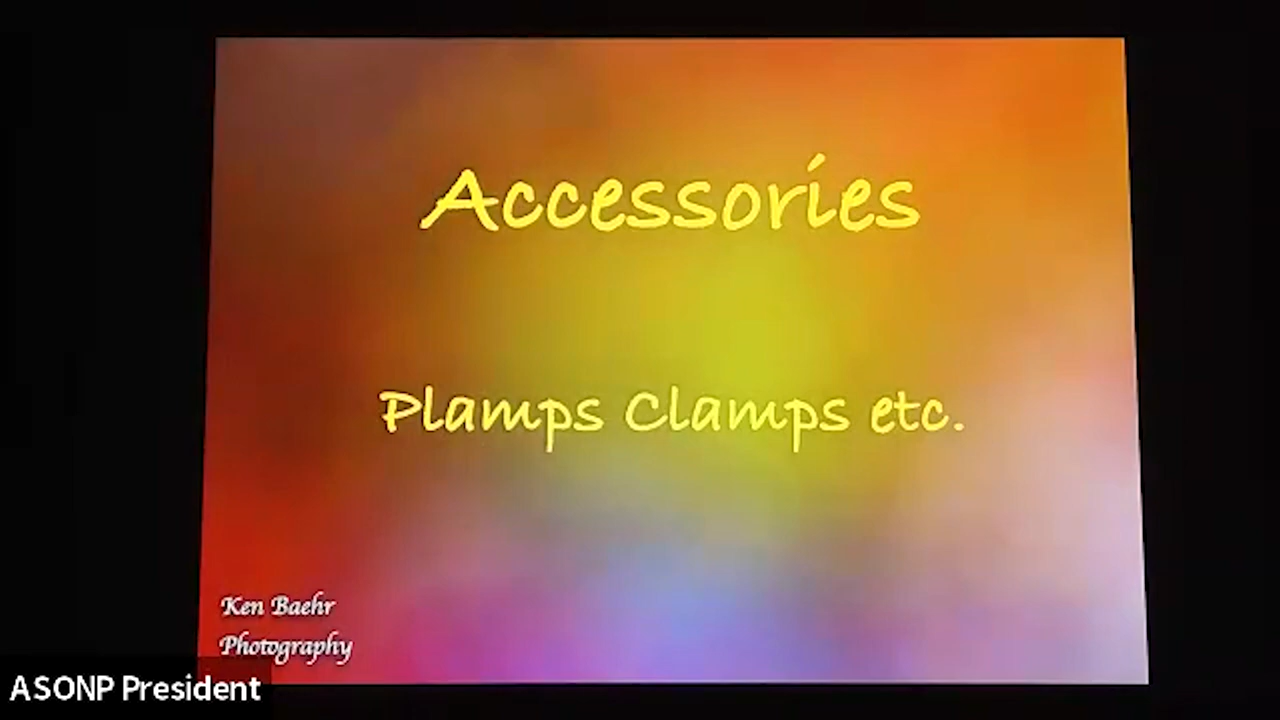 Accessories
Plamps Clamps etc.
Ken Baehr
Photography
ASONP President